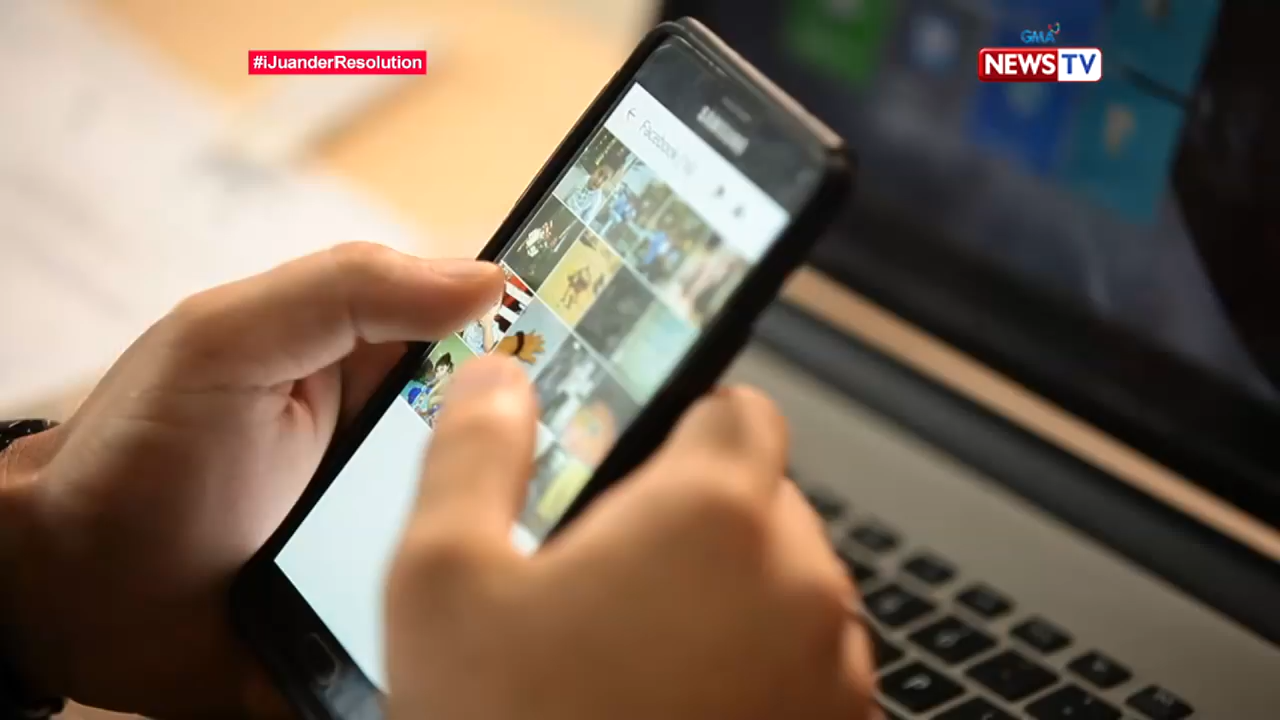 #iJuanderResolution
GMA
NEWS TV
SAMSUNG
Facebook
P